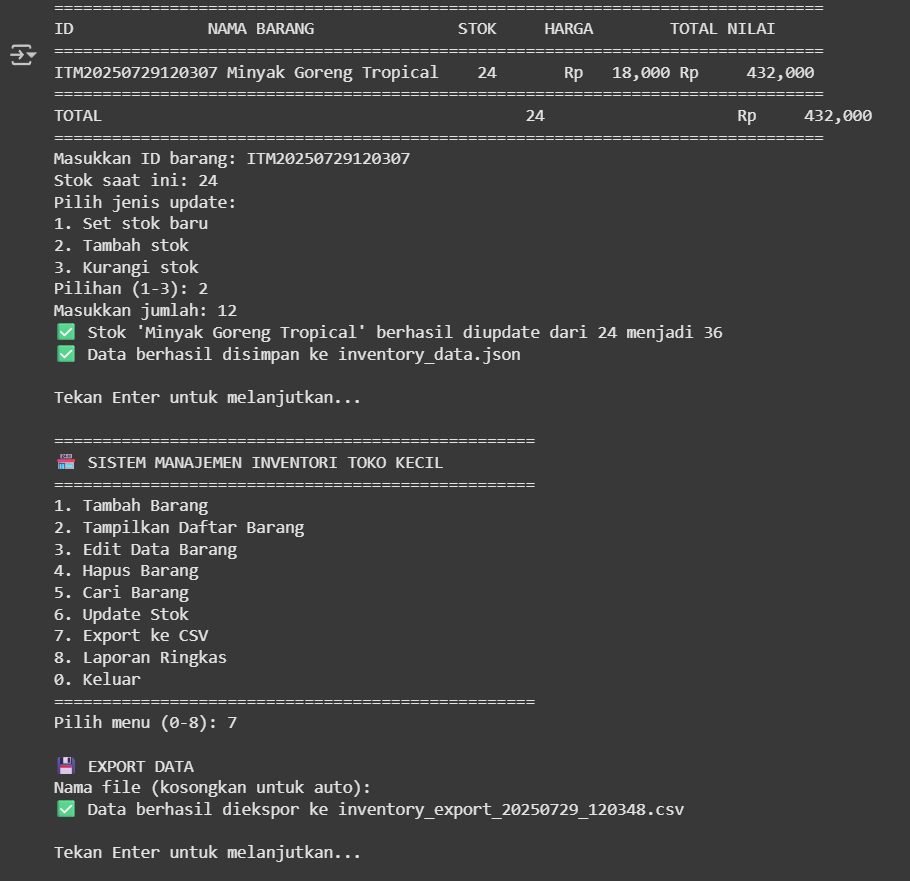 ================================================================================
ID              NAMA BARANG               STOK     HARGA        TOTAL NILAI
================================================================================
ITM20250729120307 Minyak Goreng Tropical    24       Rp   18,000 Rp     432,000
================================================================================
TOTAL                                            24                    Rp     432,000
================================================================================
Masukkan ID barang: ITM20250729120307
Stok saat ini: 24
Pilih jenis update:
1. Set stok baru
2. Tambah stok
3. Kurangi stok
Pilihan (1-3): 2
Masukkan jumlah: 12
✅ Stok 'Minyak Goreng Tropical' berhasil diupdate dari 24 menjadi 36
✅ Data berhasil disimpan ke inventory_data.json

Tekan Enter untuk melanjutkan...

==================================================
🏪 SISTEM MANAJEMEN INVENTORI TOKO KECIL
==================================================
1. Tambah Barang
2. Tampilkan Daftar Barang
3. Edit Data Barang
4. Hapus Barang
5. Cari Barang
6. Update Stok
7. Export ke CSV
8. Laporan Ringkas
0. Keluar
==================================================
Pilih menu (0-8): 7

💾 EXPORT DATA
Nama file (kosongkan untuk auto):
✅ Data berhasil diekspor ke inventory_export_20250729_120348.csv

Tekan Enter untuk melanjutkan...